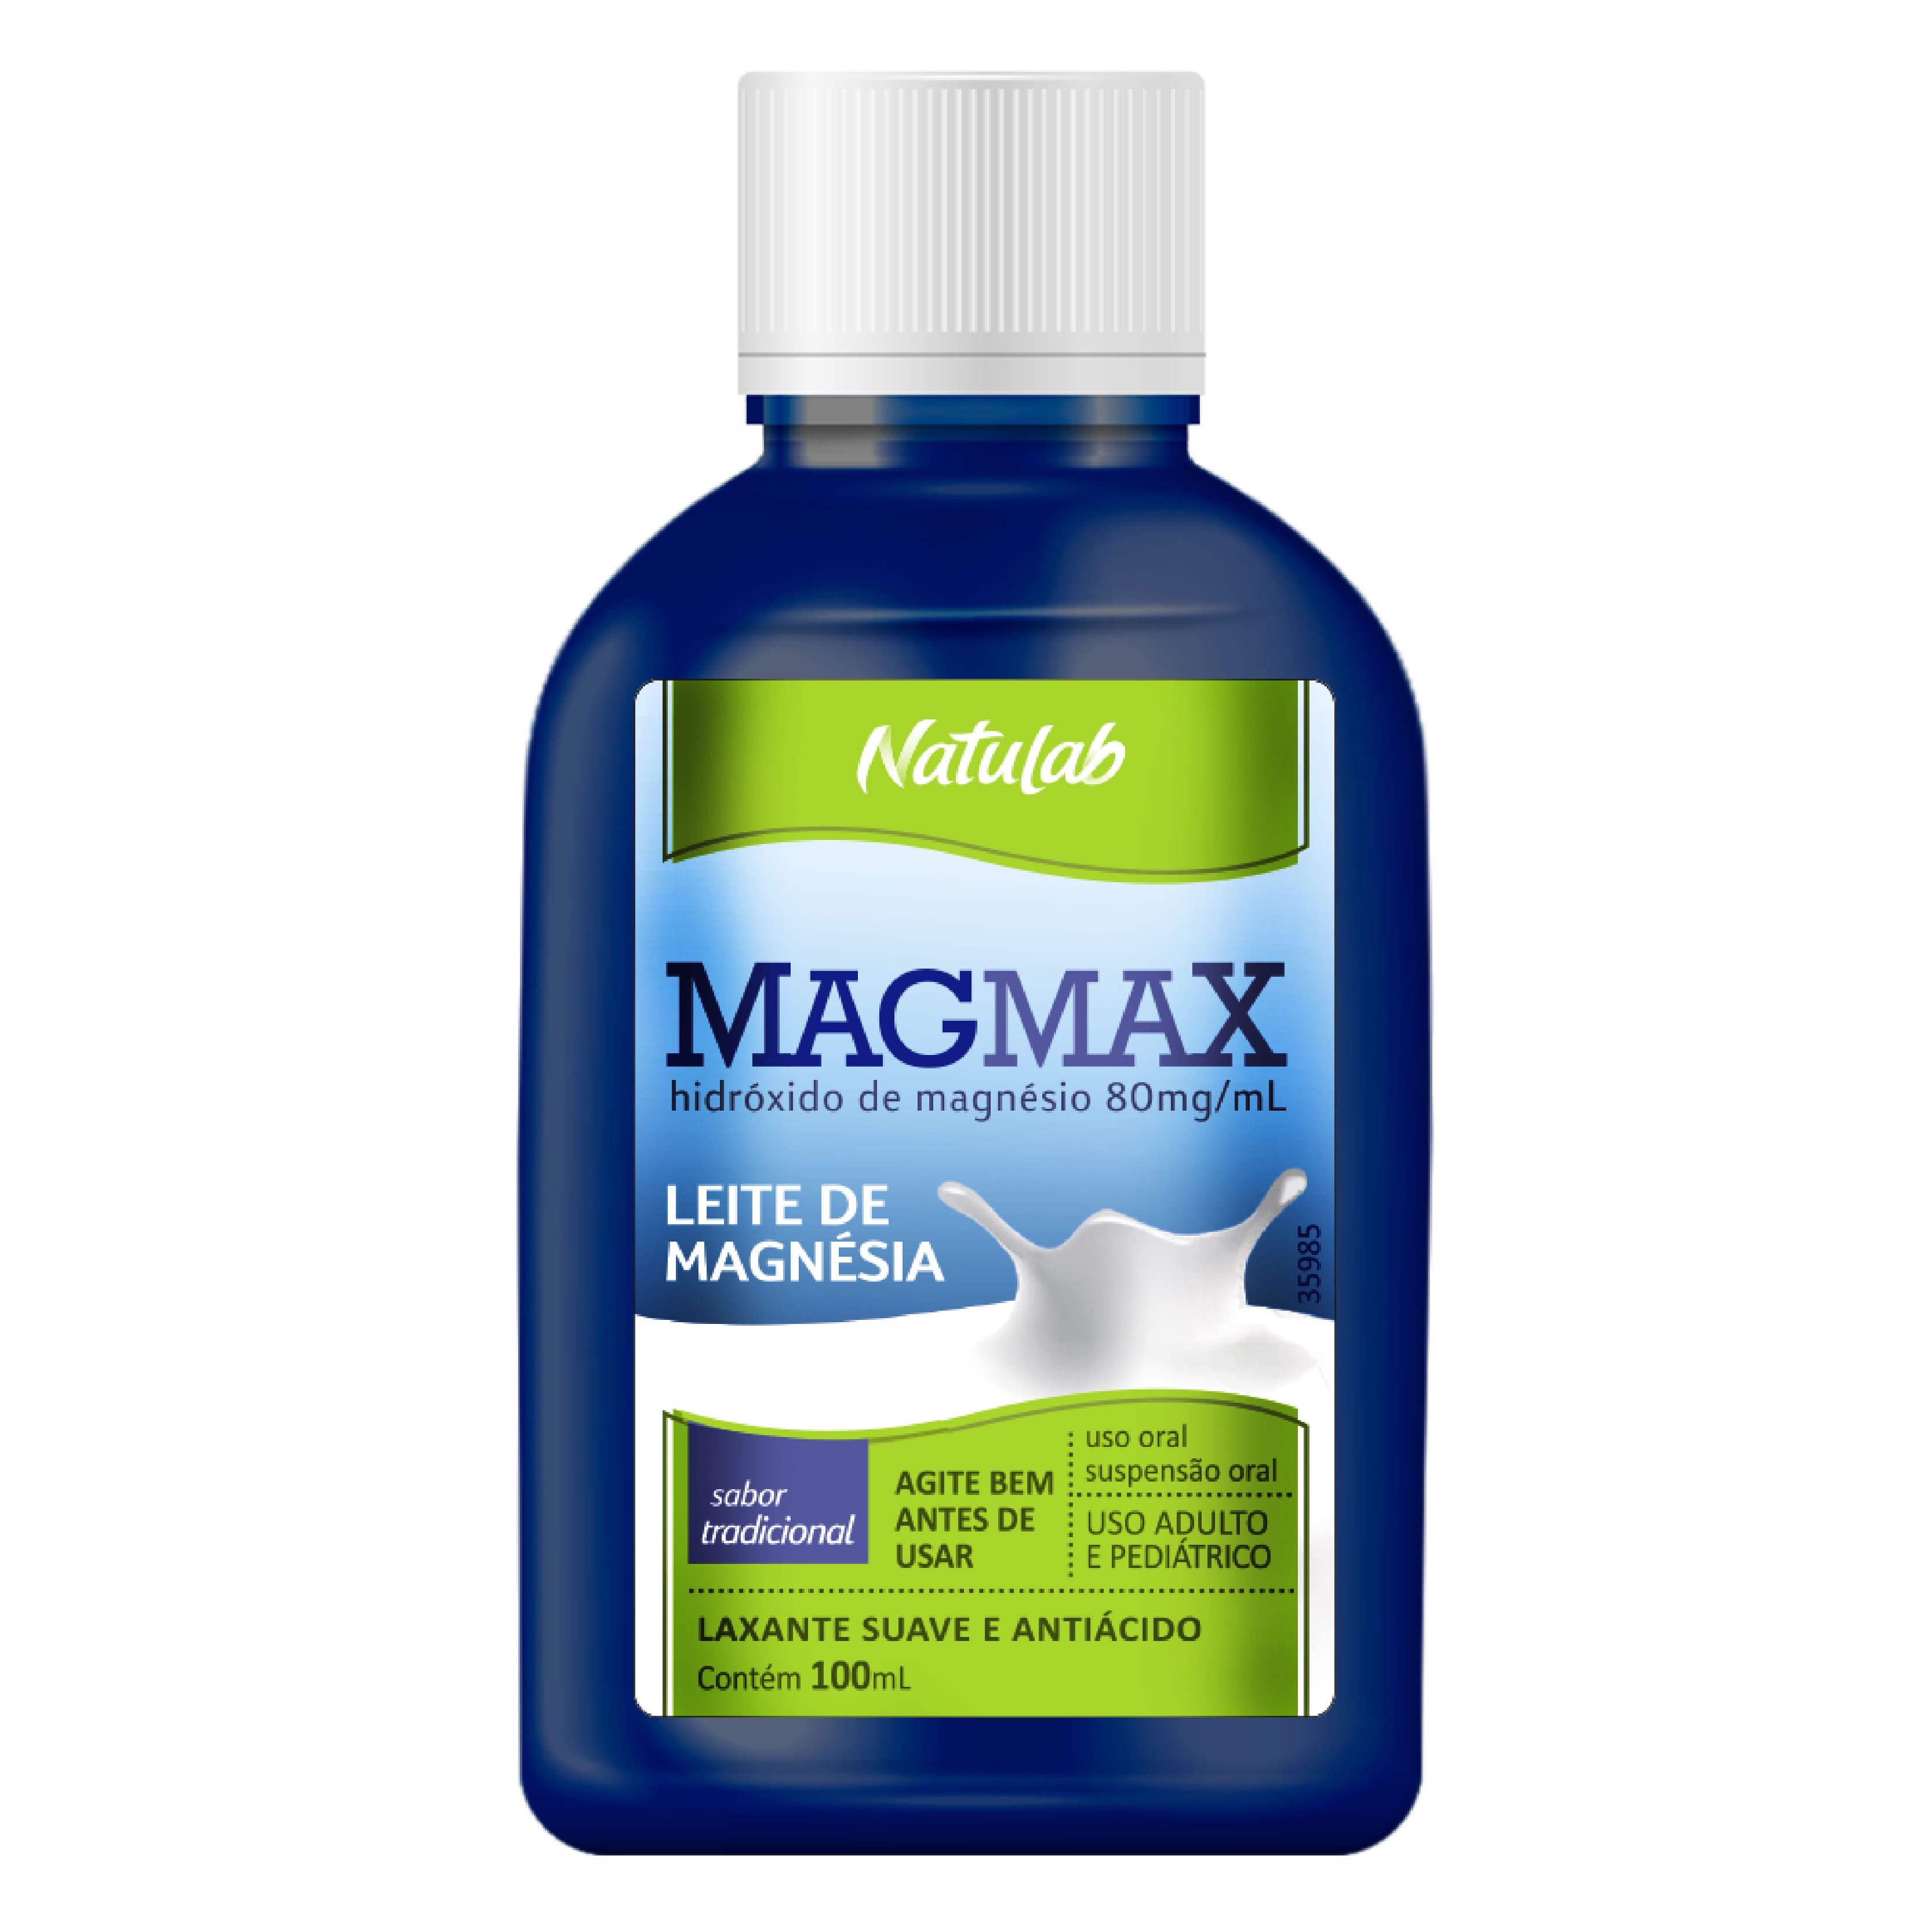 Natulab
MAGMAX
hidróxido de magnésio 80mg/mL
LEITE DE
MAGNÉSIA
35985
sabor
tradicional
AGITE BEM
ANTES DE
USAR
uso oral
suspensão oral
USO ADULTO
E PEDIÁTRICO
LAXANTE SUAVE E ANTIÁCIDO
Contém 100mL